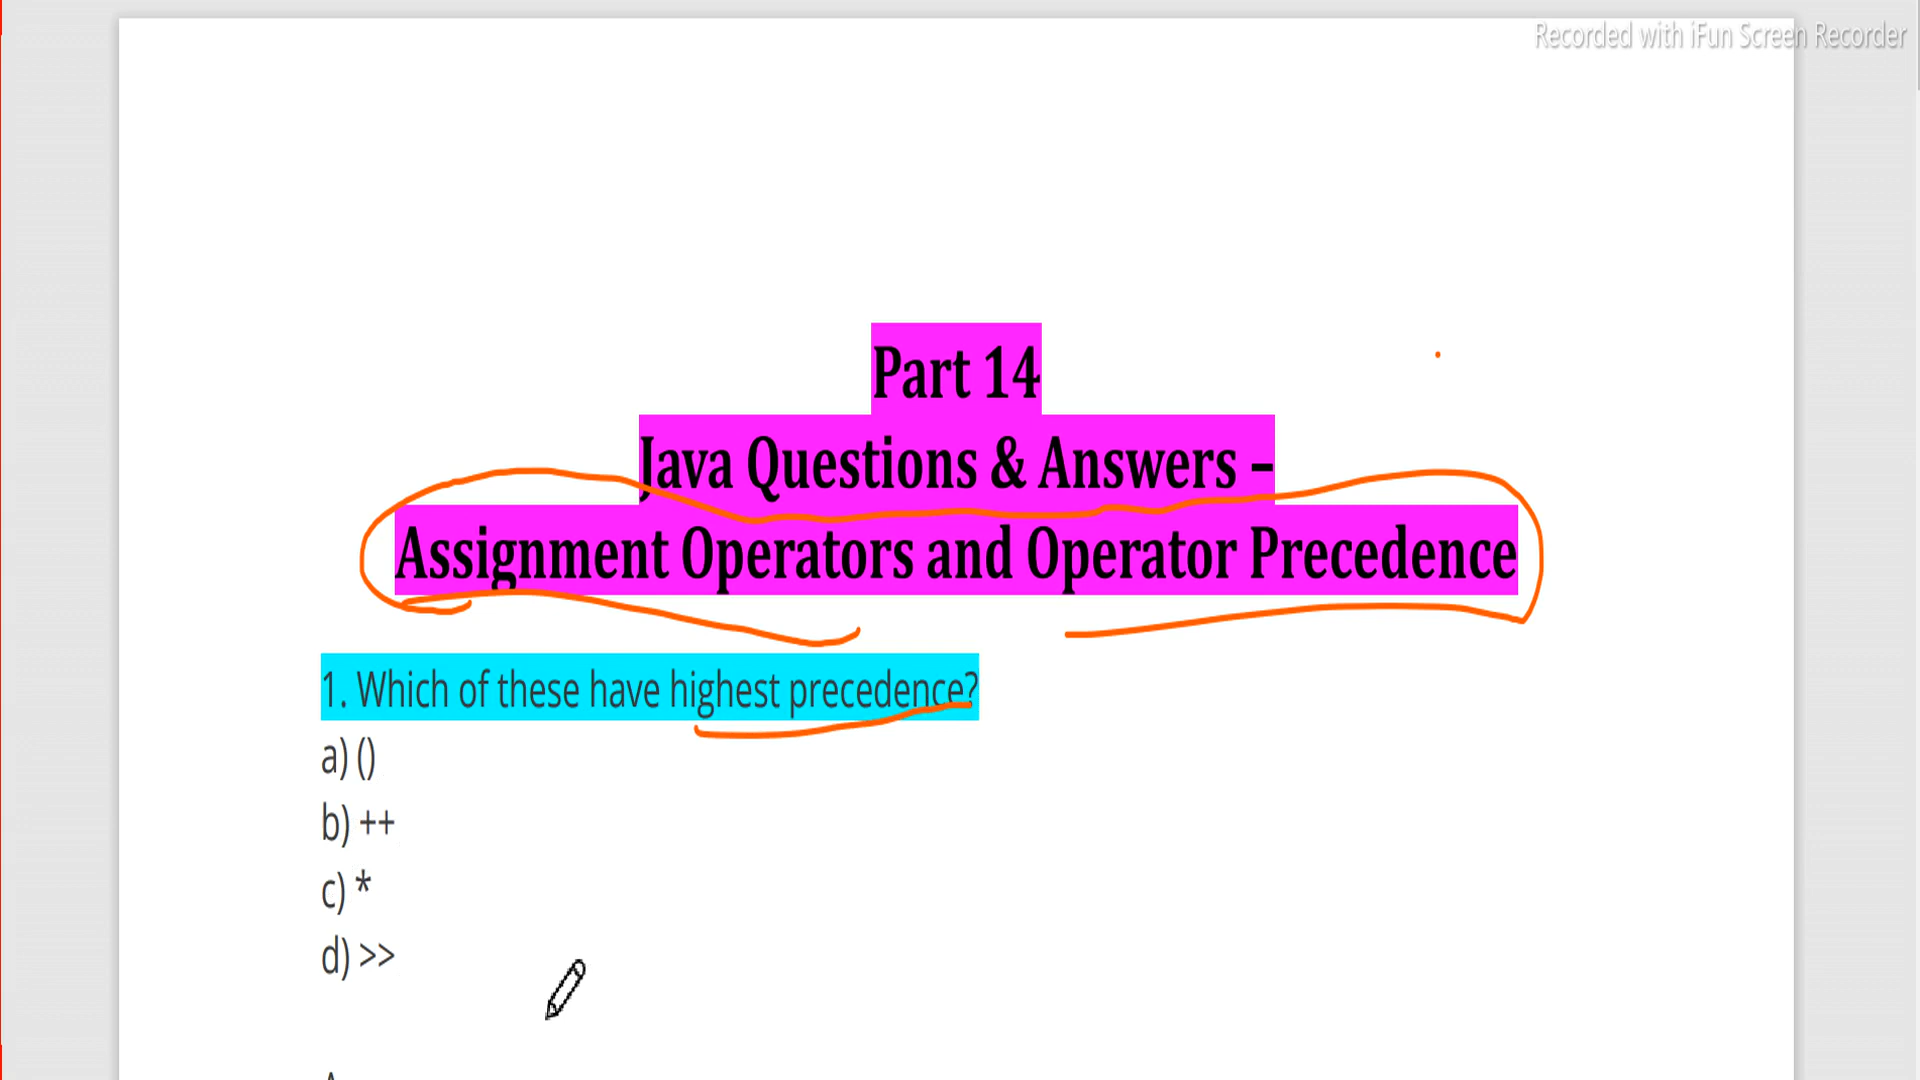 Recorded with iFun Screen Recorder
Part 14
Java Questions & Answers –
Assignment Operators and Operator Precedence
1. Which of these have highest precedence?
a) ()
b) ++
c) *
d) >>